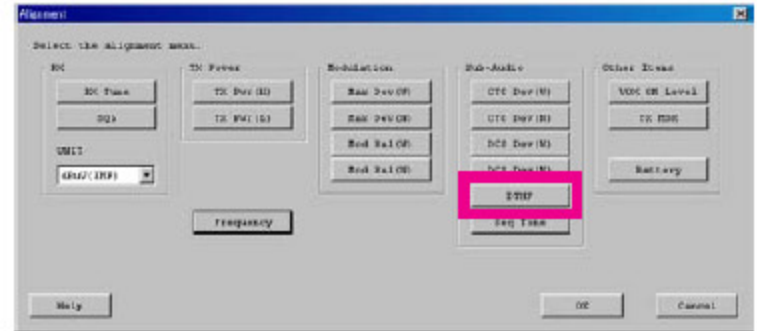 Alignment
Select the alignment menu.
RX
RX Tune
SQL
UNIT
dBuV(EMF)
TX Power
TX Pwr(H)
TX Pwr(L)
Modulation
Max Dev(W)
Max Dev(N)
Mod Bal(W)
Mod Bal(N)
Sub-Audio
CTC Dev(W)
CTC Dev(N)
DCS Dev(W)
DCS Dev(N)
DTMF
Seq Tone
Other Items
VOX ON Level
Battery
Frequency
Help
OK
Cancel